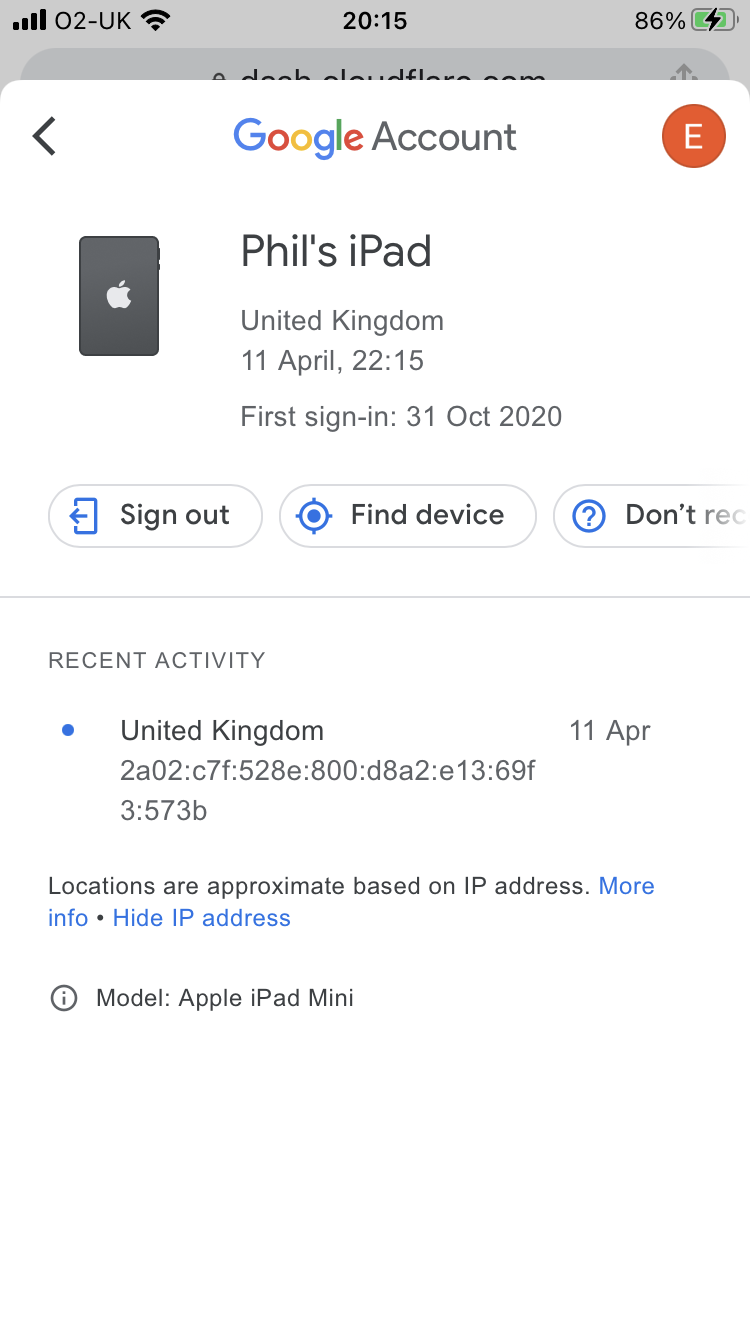 O2-UK 20:15 86%
dash.cloudflare.com
Google Account E
Phil's iPad
United Kingdom
11 April, 22:15
First sign-in: 31 Oct 2020
Sign out Find device Don't rec
RECENT ACTIVITY
United Kingdom 11 Apr
2a02:c7f:528e:800:d8a2:e13:69f
3:573b
Locations are approximate based on IP address. More
info • Hide IP address
Model: Apple iPad Mini